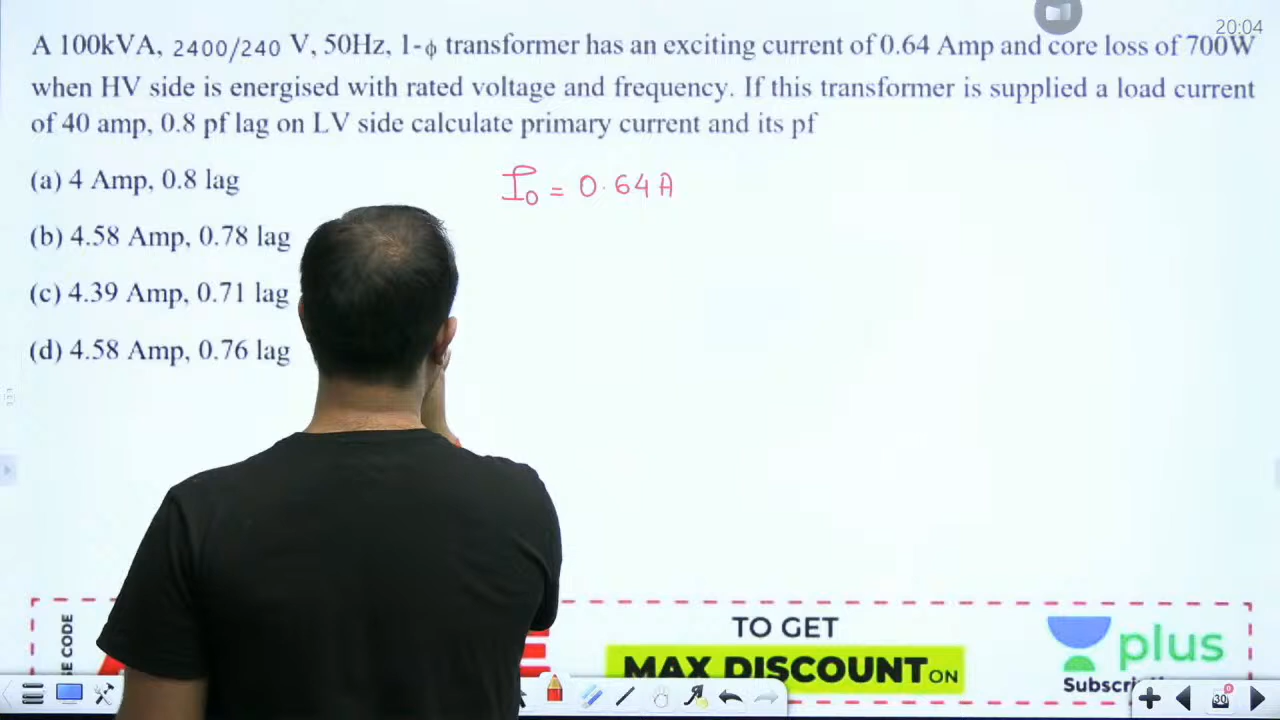 20:04
A 100kVA, 2400/240 V, 50Hz, 1-ϕ transformer has an exciting current of 0.64 Amp and core loss of 700W
when HV side is energised with rated voltage and frequency. If this transformer is supplied a load current
of 40 amp, 0.8 pf lag on LV side calculate primary current and its pf
(a) 4 Amp, 0.8 lag
I0 = 0.64A
(b) 4.58 Amp, 0.78 lag
(c) 4.39 Amp, 0.71 lag
(d) 4.58 Amp, 0.76 lag
CODE
TO GET
MAX DISCOUNT ON
plus
30